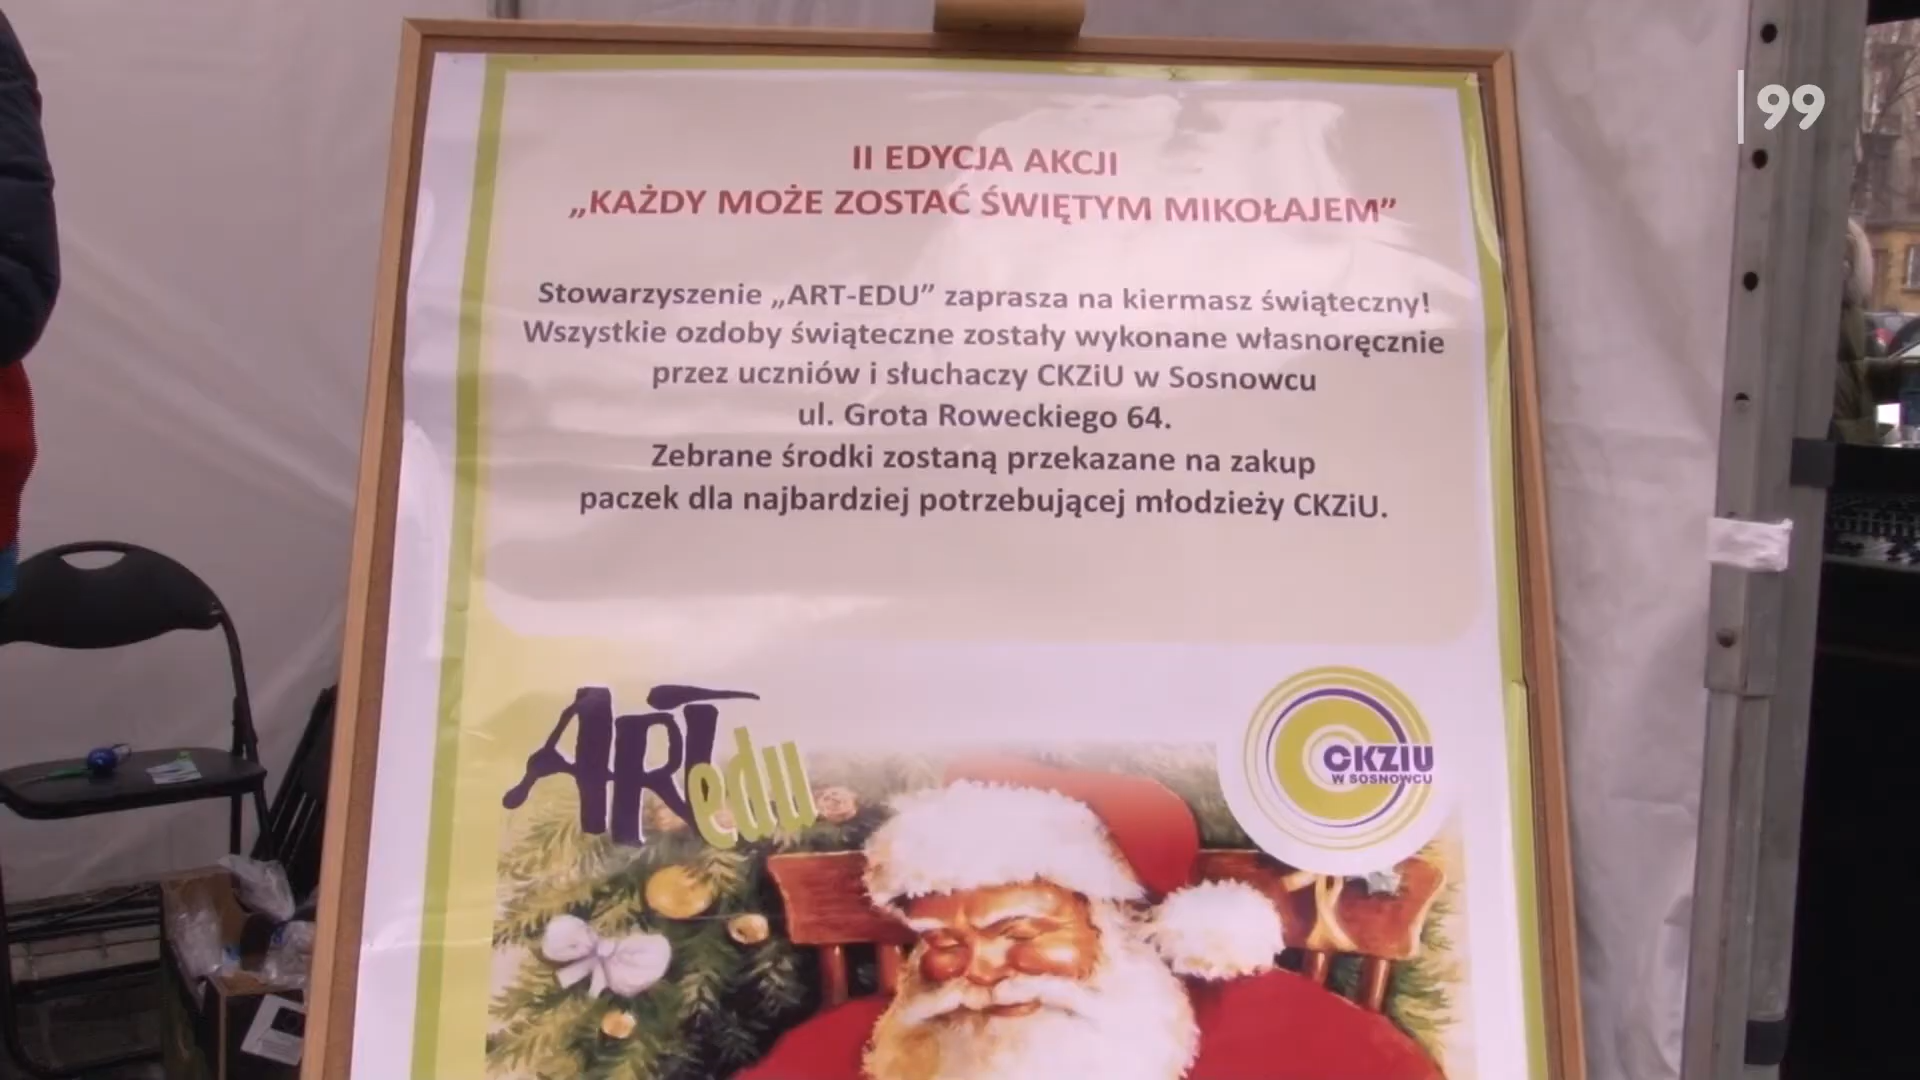 99
II EDYCJA AKCJI
„KAŻDY MOŻE ZOSTAĆ ŚWIĘTYM MIKOŁAJEM”
Stowarzyszenie „ART-EDU” zaprasza na kiermasz świąteczny!
Wszystkie ozdoby świąteczne zostały wykonane własnoręcznie
przez uczniów i słuchaczy CKZiU w Sosnowcu
ul. Grota Roweckiego 64.
Zebrane środki zostaną przekazane na zakup
paczek dla najbardziej potrzebującej młodzieży CKZiU.
ART
edu
CKZIU
W SOSNOWCU